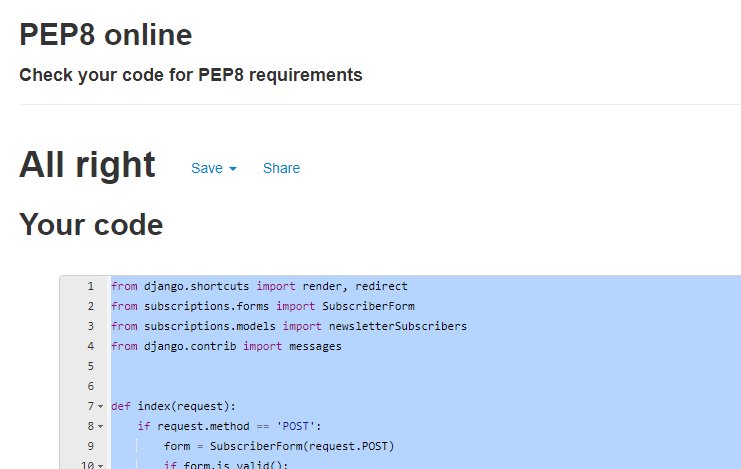 PEP8 online
Check your code for PEP8 requirements
All right Save Share
Your code
1 from django.shortcuts import render, redirect
2 from subscriptions.forms import SubscriberForm
3 from subscriptions.models import newsletterSubscribers
4 from django.contrib import messages
5
6
7 def index(request):
8 if request.method == 'POST':
9 form = SubscriberForm(request.POST)
10 if form.is_valid():